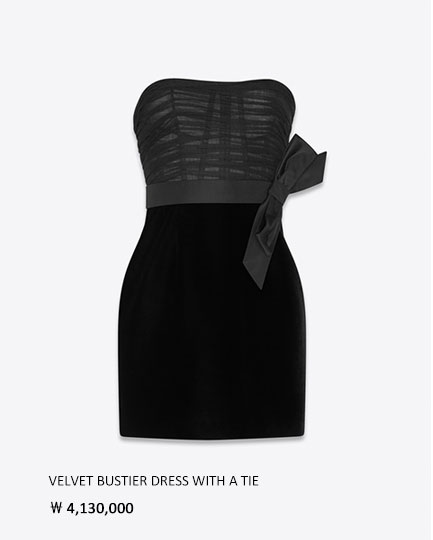 VELVET BUSTIER DRESS WITH A TIE
₩ 4,130,000